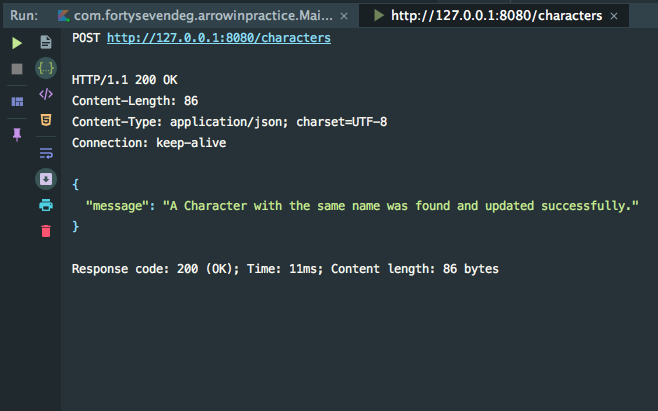 Run: com.fortysevendeg.arrowinpractice.Mai... × http://127.0.0.1:8080/characters ×
POST http://127.0.0.1:8080/characters
HTTP/1.1 200 OK
Content-Length: 86
Content-Type: application/json; charset=UTF-8
Connection: keep-alive
{
"message": "A Character with the same name was found and updated successfully."
}
Response code: 200 (OK); Time: 11ms; Content length: 86 bytes